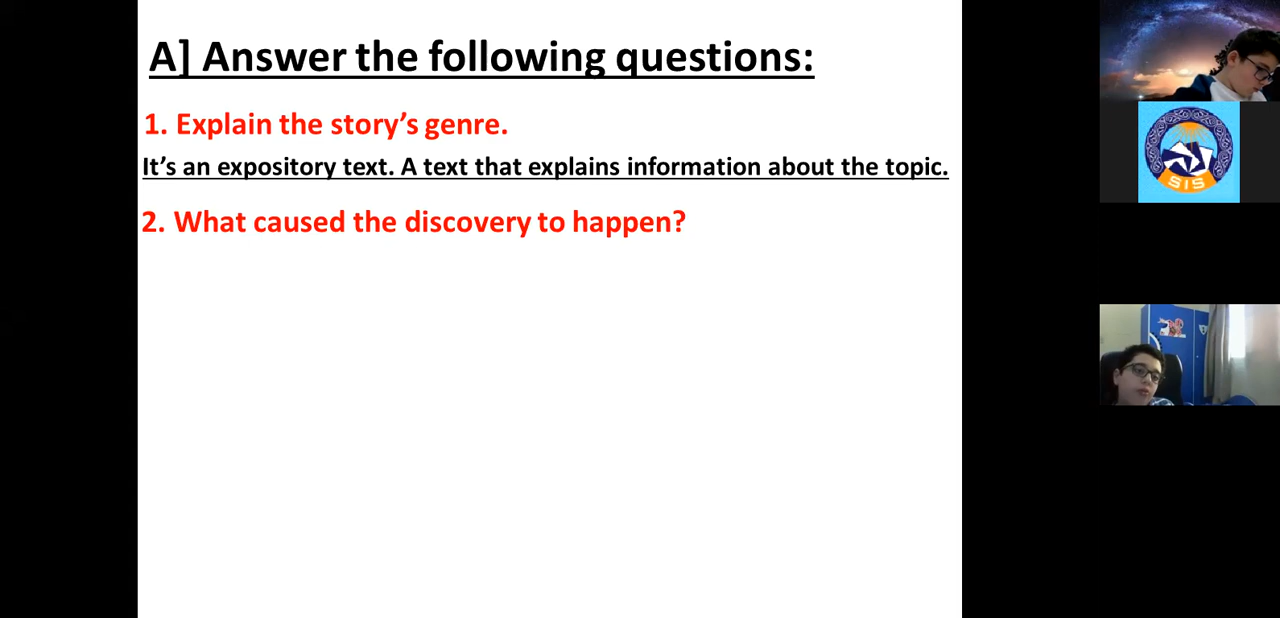 A] Answer the following questions:
1. Explain the story’s genre.
It’s an expository text. A text that explains information about the topic.
2. What caused the discovery to happen?
SIS